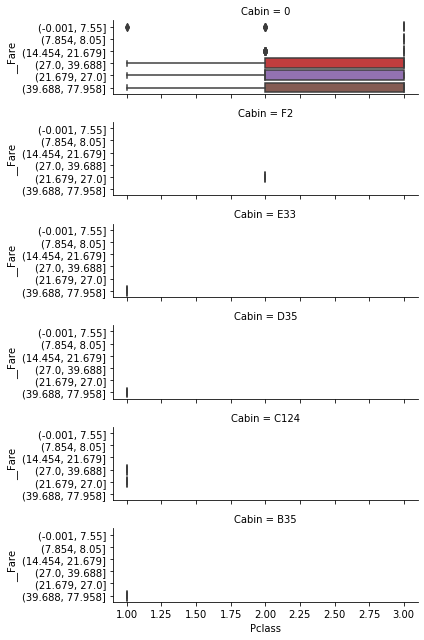 Cabin = 0
(-0.001, 7.55]
(7.854, 8.05]
(14.454, 21.679]
(27.0, 39.688]
(21.679, 27.0]
(39.688, 77.958]
__Fare
Cabin = F2
(-0.001, 7.55]
(7.854, 8.05]
(14.454, 21.679]
(27.0, 39.688]
(21.679, 27.0]
(39.688, 77.958]
__Fare
Cabin = E33
(-0.001, 7.55]
(7.854, 8.05]
(14.454, 21.679]
(27.0, 39.688]
(21.679, 27.0]
(39.688, 77.958]
__Fare
Cabin = D35
(-0.001, 7.55]
(7.854, 8.05]
(14.454, 21.679]
(27.0, 39.688]
(21.679, 27.0]
(39.688, 77.958]
__Fare
Cabin = C124
(-0.001, 7.55]
(7.854, 8.05]
(14.454, 21.679]
(27.0, 39.688]
(21.679, 27.0]
(39.688, 77.958]
__Fare
Cabin = B35
(-0.001, 7.55]
(7.854, 8.05]
(14.454, 21.679]
(27.0, 39.688]
(21.679, 27.0]
(39.688, 77.958]
__Fare
1.00 1.25 1.50 1.75 2.00 2.25 2.50 2.75 3.00
Pclass